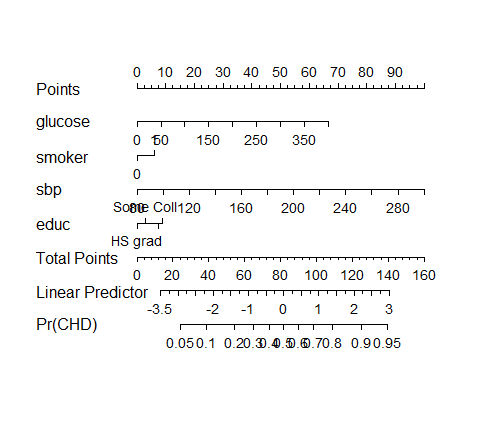 0 10 20 30 40 50 60 70 80 90
Points
glucose
0 50 150 250 350
1
smoker
0
sbp
80 120 160 200 240 280
Some Coll
educ
HS grad
Total Points
0 20 40 60 80 100 120 140 160
Linear Predictor
-3.5 -2 -1 0 1 2 3
Pr(CHD)
0.05 0.1 0.2 0.3 0.4 0.5 0.6 0.7 0.8 0.9 0.95